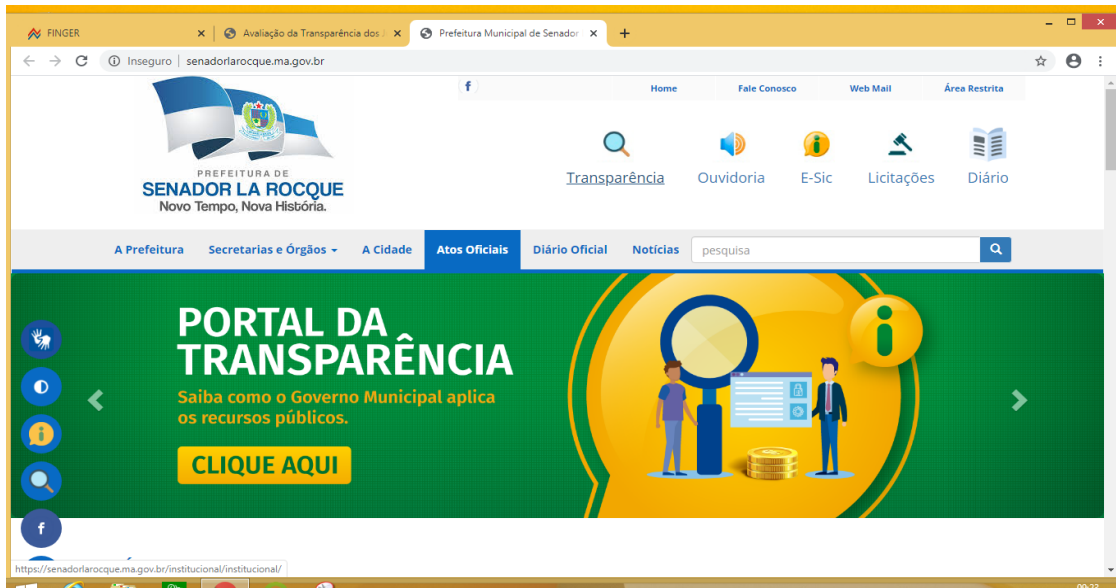 FINGER
Avaliação da Transparência dos
Prefeitura Municipal de Senador
Inseguro
senadorlarocque.ma.gov.br
f
Home
Fale Conosco
Web Mail
Área Restrita
PREFEITURA DE
SENADOR LA ROCQUE
Novo Tempo, Nova História.
Transparência
Ouvidoria
E-Sic
Licitações
Diário
A Prefeitura
Secretarias e Órgãos
A Cidade
Atos Oficiais
Diário Oficial
Notícias
pesquisa
PORTAL DA
TRANSPARÊNCIA
Saiba como o Governo Municipal aplica
os recursos públicos.
CLIQUE AQUI
i
i
f
https://senadorlarocque.ma.gov.br/institucional/institucional/